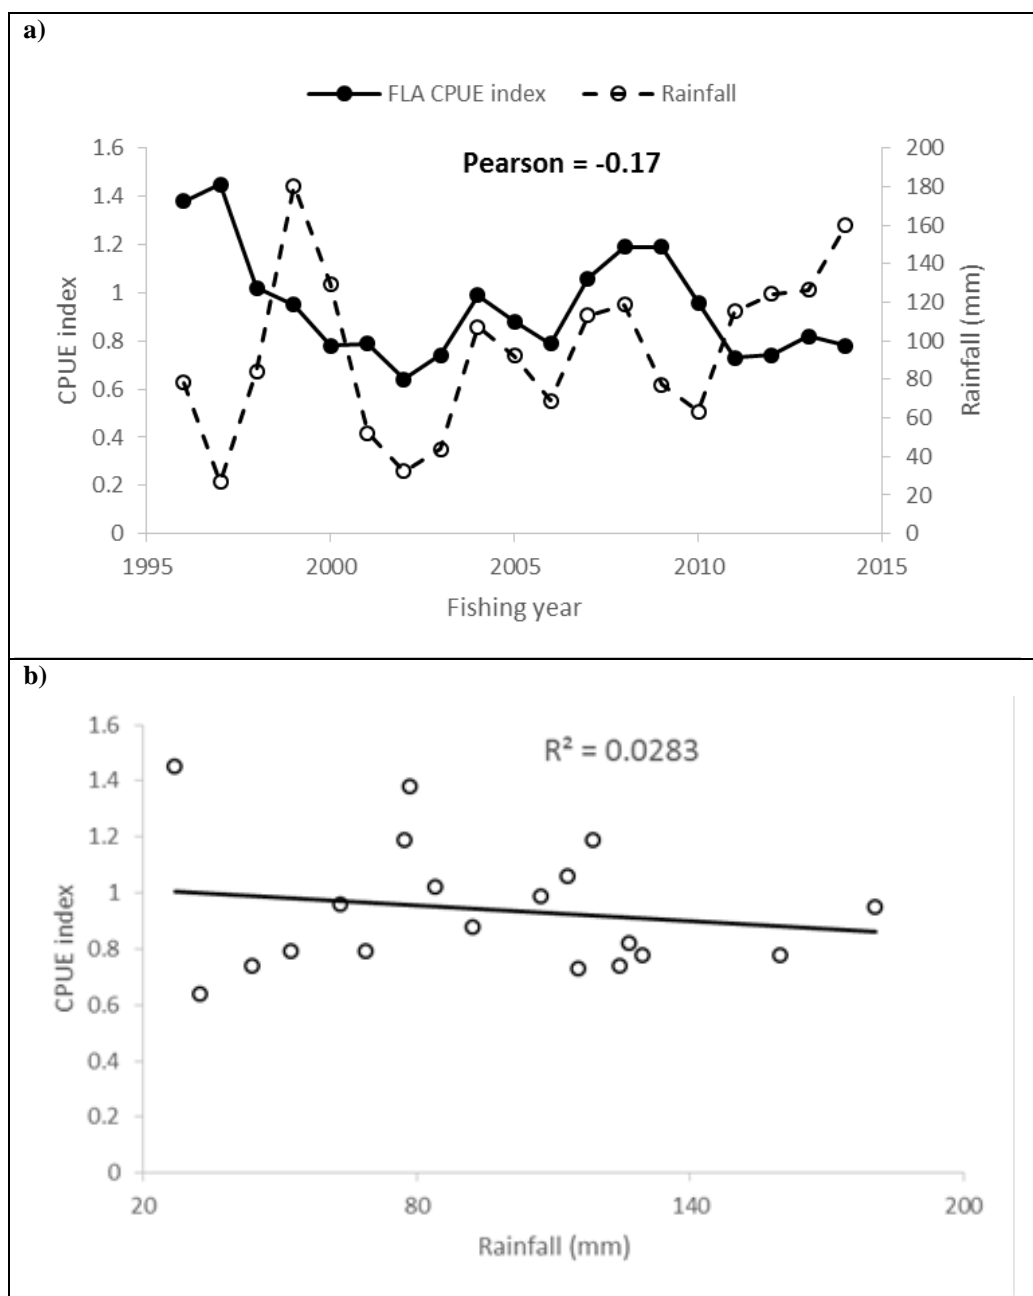 a)
FLA CPUE index Rainfall
Pearson = -0.17
1.6
1.4
1.2
1
0.8
0.6
0.4
0.2
0
CPUE index
200
180
160
140
120
100
80
60
40
20
0
Rainfall (mm)
1995 2000 2005 2010 2015
Fishing year
b)
R² = 0.0283
1.6
1.4
1.2
1
0.8
0.6
0.4
0.2
0
CPUE index
20 80 140 200
Rainfall (mm)